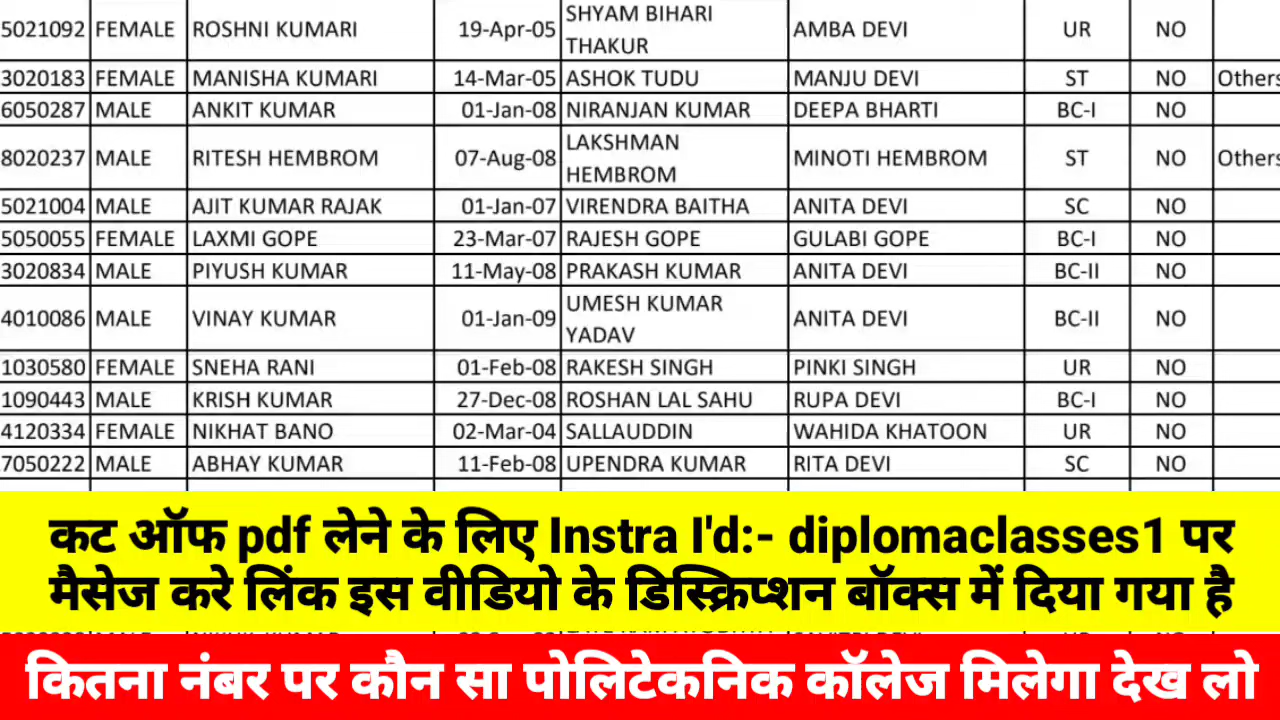 5021092 FEMALE ROSHNI KUMARI 19-Apr-05 SHYAM BIHARI THAKUR AMBA DEVI UR NO
3020183 FEMALE MANISHA KUMARI 14-Mar-05 ASHOK TUDU MANJU DEVI ST NO Others
6050287 MALE ANKIT KUMAR 01-Jan-08 NIRANJAN KUMAR DEEPA BHARTI BC-I NO
8020237 MALE RITESH HEMBROM 07-Aug-08 LAKSHMAN HEMBROM MINOTI HEMBROM ST NO Others
5021004 MALE AJIT KUMAR RAJAK 01-Jan-07 VIRENDRA BAITHA ANITA DEVI SC NO
5050055 FEMALE LAXMI GOPE 23-Mar-07 RAJESH GOPE GULABI GOPE BC-I NO
3020834 MALE PIYUSH KUMAR 11-May-08 PRAKASH KUMAR ANITA DEVI BC-II NO
4010086 MALE VINAY KUMAR 01-Jan-09 UMESH KUMAR YADAV ANITA DEVI BC-II NO
1030580 FEMALE SNEHA RANI 01-Feb-08 RAKESH SINGH PINKI SINGH UR NO
1090443 MALE KRISH KUMAR 27-Dec-08 ROSHAN LAL SAHU RUPA DEVI BC-I NO
4120334 FEMALE NIKHAT BANO 02-Mar-04 SALLAUDDIN WAHIDA KHATOON UR NO
7050222 MALE ABHAY KUMAR 11-Feb-08 UPENDRA KUMAR RITA DEVI SC NO
कट ऑफ pdf लेने के लिए Instra I'd:- diplomaclasses1 पर
मैसेज करे लिंक इस वीडियो के डिस्क्रिप्शन बॉक्स में दिया गया है
कितना नंबर पर कौन सा पोलिटेकनिक कॉलेज मिलेगा देख लो